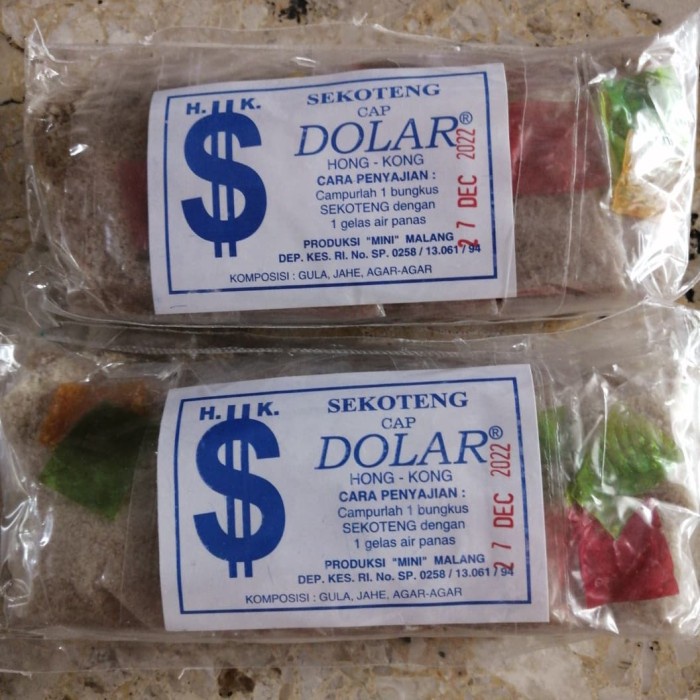 H. K.
$
SEKOTENG
CAP
DOLAR®
HONG - KONG
CARA PENYAJIAN :
Campurlah 1 bungkus
SEKOTENG dengan
1 gelas air panas
PRODUKSI "MINI" MALANG
DEP. KES. RI. No. SP. 0258 / 13.061 / 94
KOMPOSISI : GULA, JAHE, AGAR-AGAR
27 DEC 2022
H. K.
$
SEKOTENG
CAP
DOLAR®
HONG - KONG
CARA PENYAJIAN :
Campurlah 1 bungkus
SEKOTENG dengan
1 gelas air panas
PRODUKSI "MINI" MALANG
DEP. KES. RI. No. SP. 0258 / 13.061 / 94
KOMPOSISI : GULA, JAHE, AGAR-AGAR
27 DEC 2022